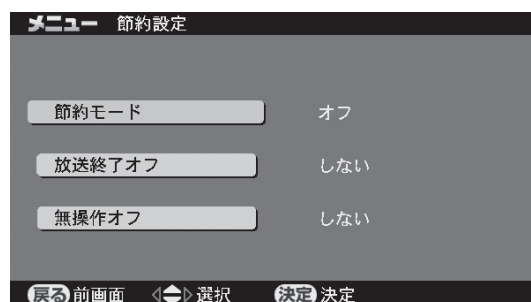 メニュー 節約設定
節約モード オフ
放送終了オフ しない
無操作オフ しない
戻る 前画面 選択 決定 決定